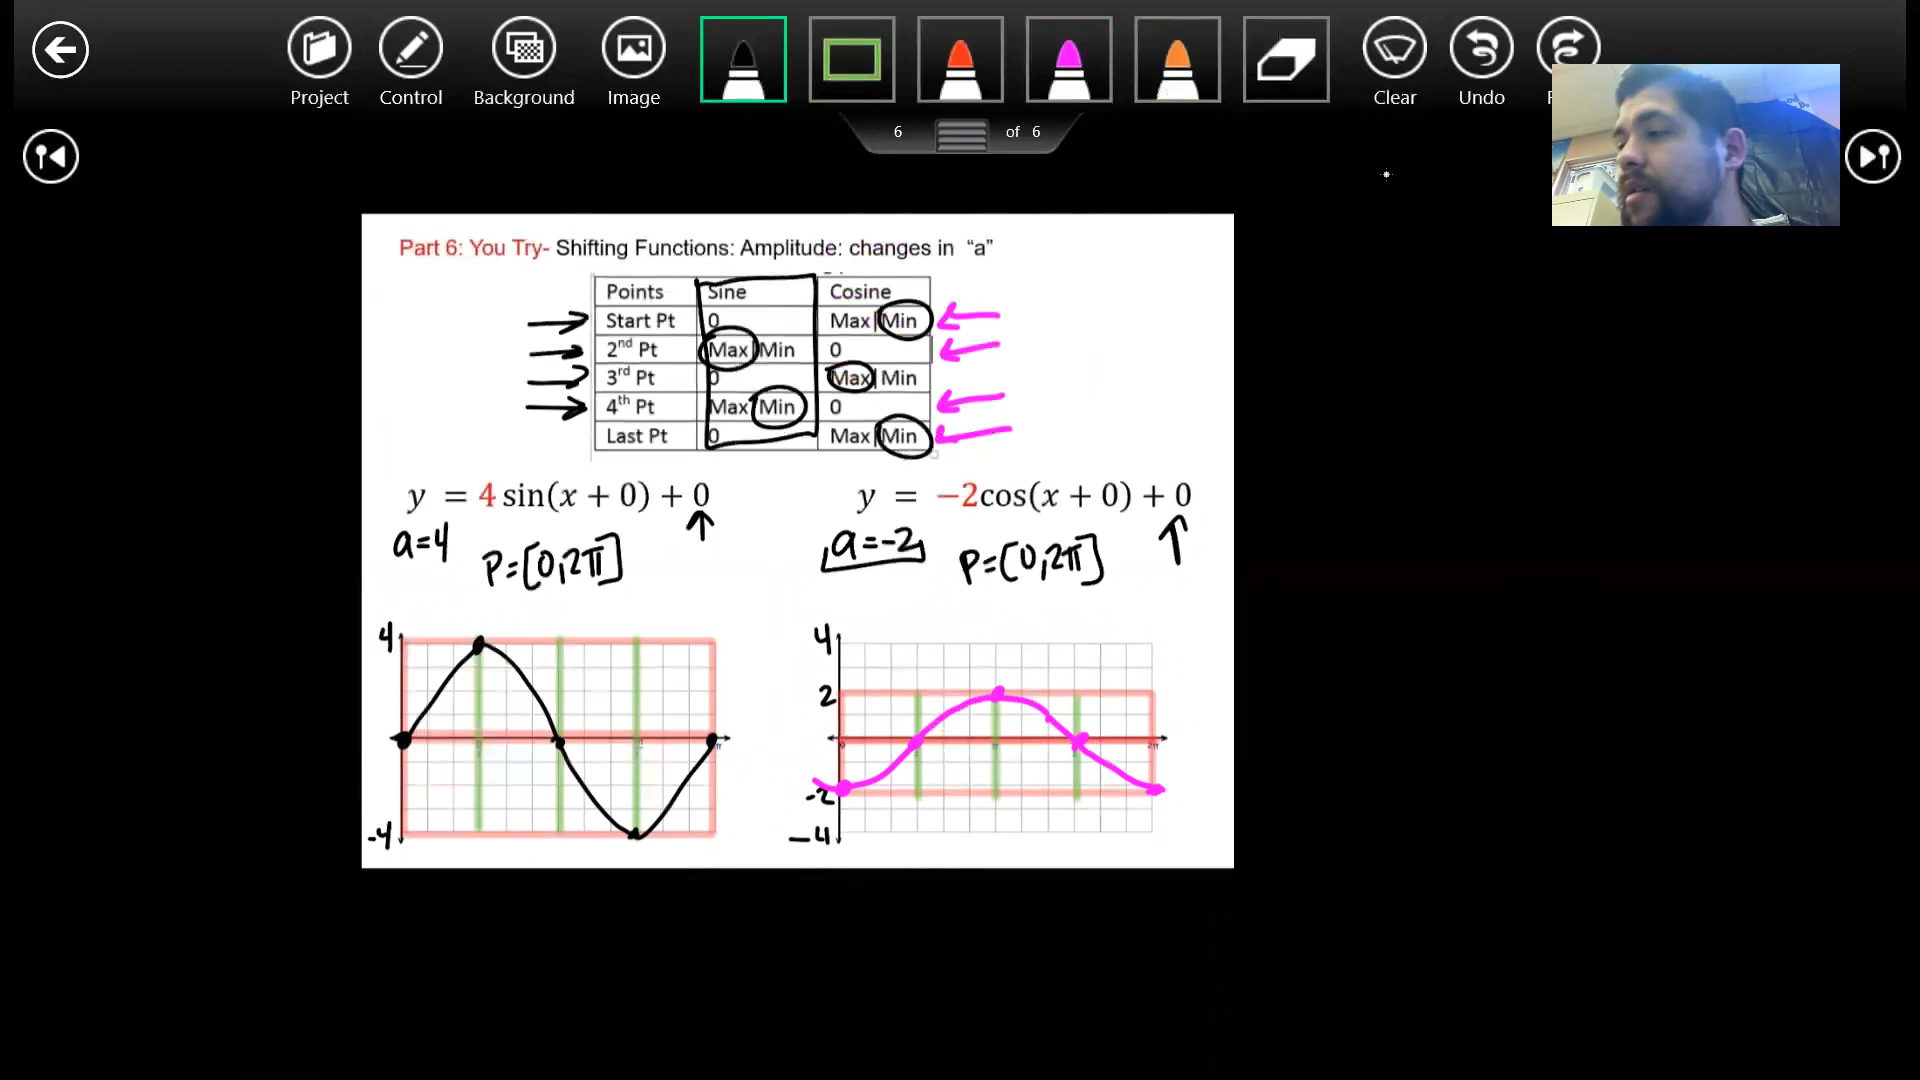 Project Control Background Image Clear Undo
6 of 6
Part 6: You Try- Shifting Functions: Amplitude: changes in “a”
Points Sine Cosine
Start Pt 0 Max|Min
2nd Pt Max|Min 0
3rd Pt 0 Max|Min
4th Pt Max|Min 0
Last Pt 0 Max|Min
y = 4 sin(x + 0) + 0
y = −2cos(x + 0) + 0
a=4
P=[0,2π]
a=-2
P=[0,2π]
4
-4
4
2
0 π 2π
-2
-4